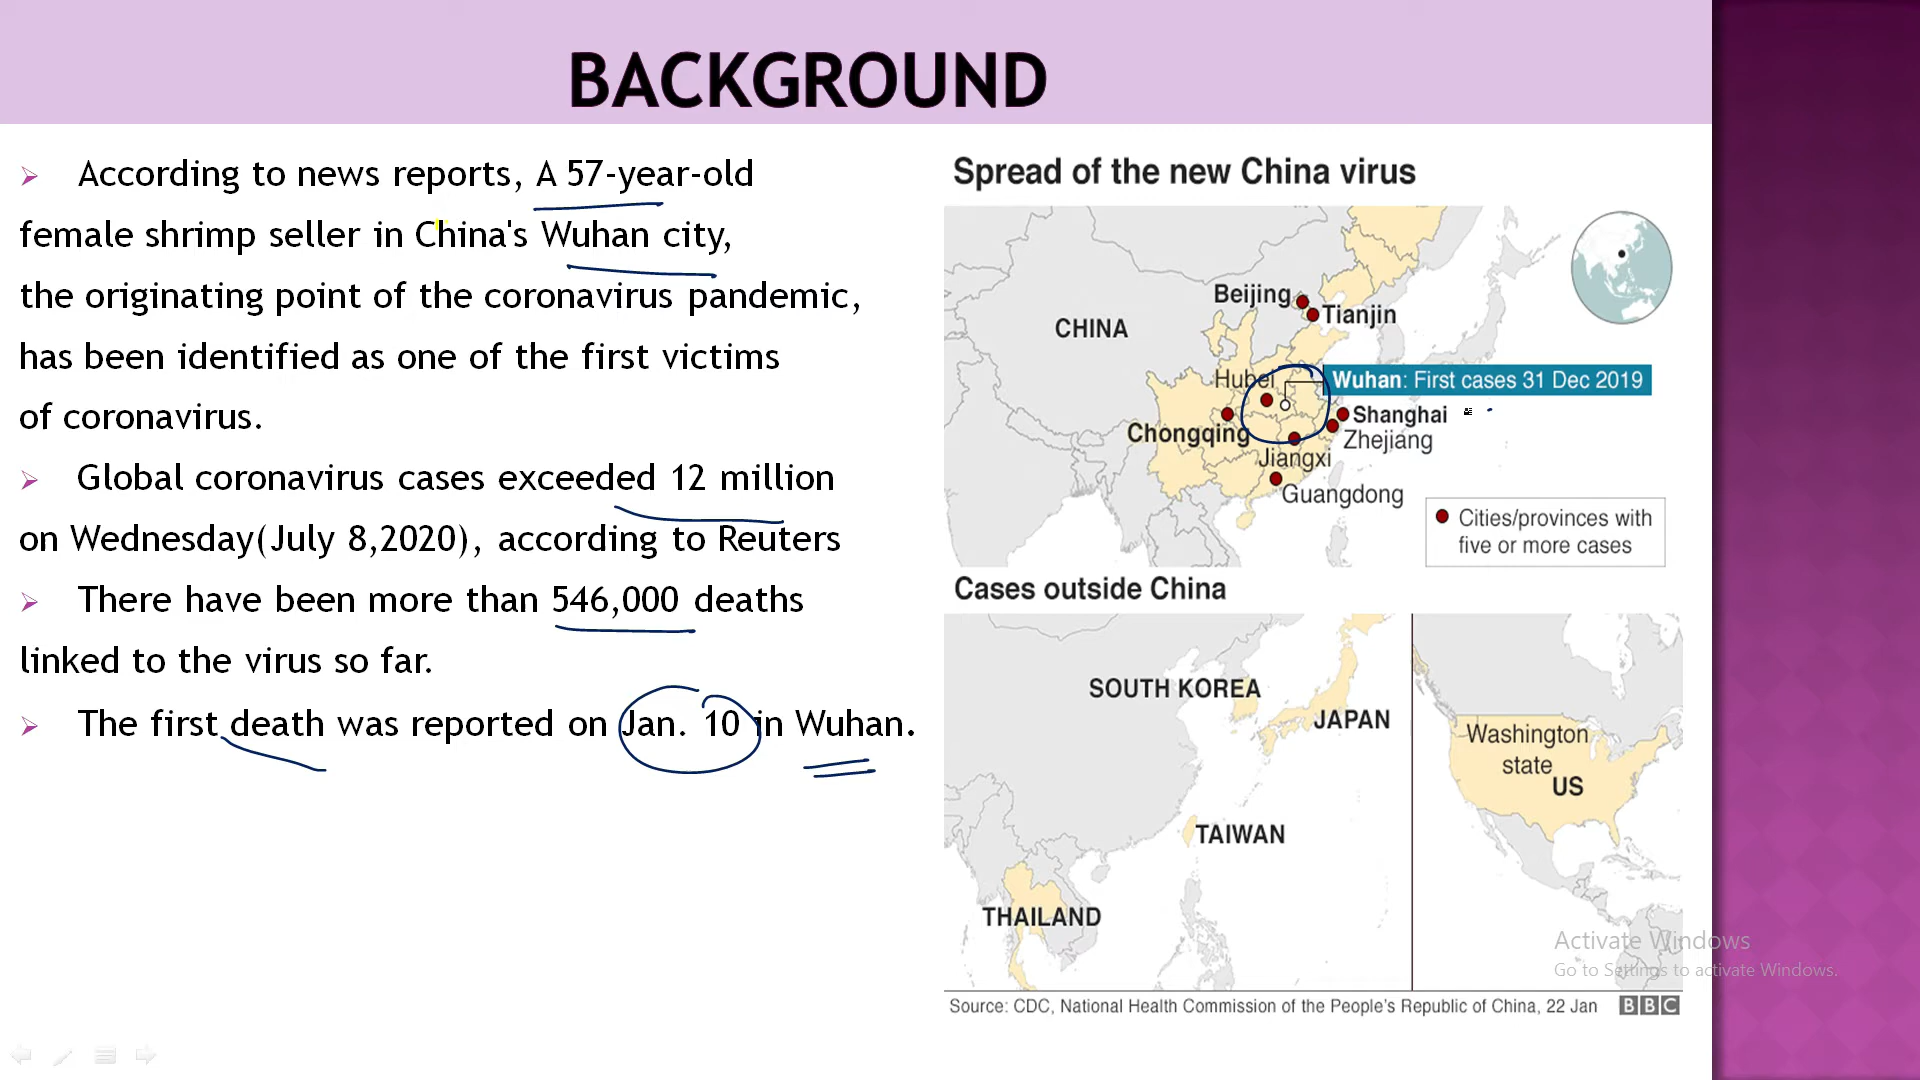 BACKGROUND
According to news reports, A 57-year-old
female shrimp seller in China's Wuhan city,
the originating point of the coronavirus pandemic,
has been identified as one of the first victims
of coronavirus.
Global coronavirus cases exceeded 12 million
on Wednesday(July 8,2020), according to Reuters
There have been more than 546,000 deaths
linked to the virus so far.
The first death was reported on Jan. 10 in Wuhan.
Spread of the new China virus
Beijing
Tianjin
CHINA
Hubei
Wuhan: First cases 31 Dec 2019
Shanghai
Chongqing
Zhejiang
Jiangxi
Guangdong
Cities/provinces with
five or more cases
Cases outside China
SOUTH KOREA
JAPAN
Washington
state
US
TAIWAN
THAILAND
Activate Windows
Go to Settings to activate Windows.
Source: CDC, National Health Commission of the People's Republic of China, 22 Jan
BBC